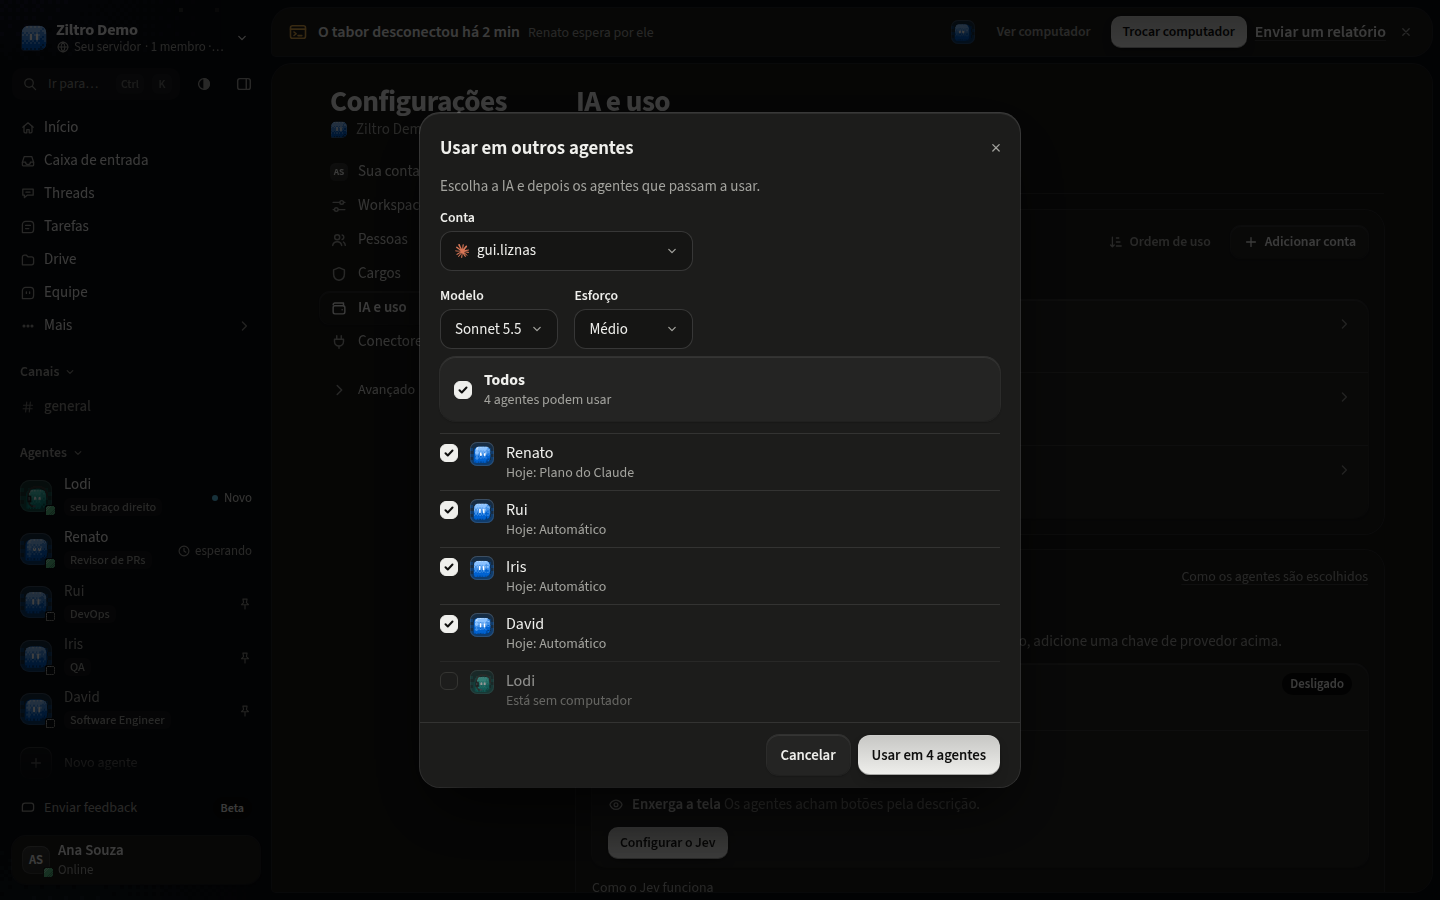 Ziltro Demo
Seu servidor · 1 membro ·…
Ir para…
Ctrl
K
Início
Caixa de entrada
Threads
Tarefas
Drive
Equipe
Mais
Canais
# general
Agentes
Lodi
seu braço direito
Novo
Renato
Revisor de PRs
esperando
Rui
DevOps
Iris
QA
David
Software Engineer
Novo agente
Enviar feedback
Beta
AS
Ana Souza
Online
O tabor desconectou há 2 min
Renato espera por ele
Ver computador
Trocar computador
Enviar um relatório
Configurações
Ziltro Dem
AS
Sua conta
Workspac
Pessoas
Cargos
IA e uso
Conectore
Avançado
IA e uso
Ordem de uso
Adicionar conta
Usar em outros agentes
Escolha a IA e depois os agentes que passam a usar.
Conta
gui.liznas
Modelo
Esforço
Sonnet 5.5
Médio
Todos
4 agentes podem usar
Renato
Hoje: Plano do Claude
Rui
Hoje: Automático
Iris
Hoje: Automático
David
Hoje: Automático
Lodi
Está sem computador
Cancelar
Usar em 4 agentes
Como os agentes são escolhidos
o, adicione uma chave de provedor acima.
Desligado
Enxerga a tela Os agentes acham botões pela descrição.
Configurar o Jev
Como o Jev funciona